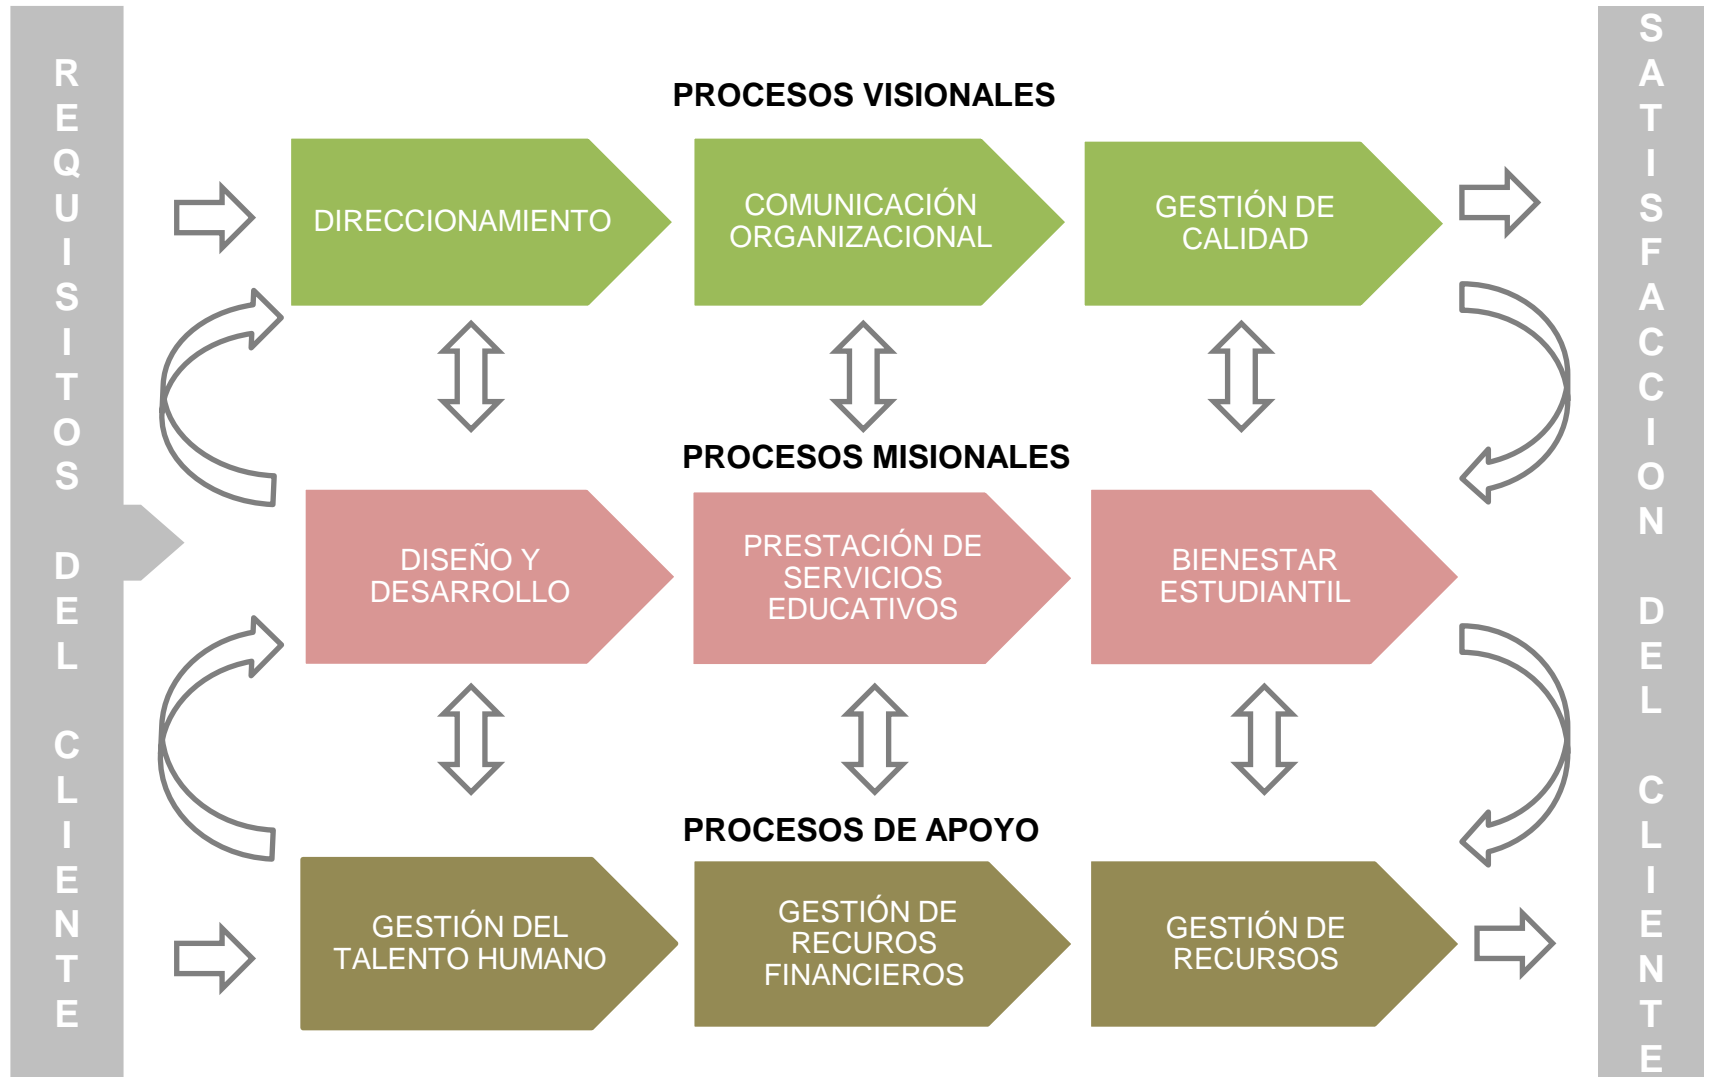 REQUISITOS DEL CLIENTE
PROCESOS VISIONALES
DIRECCIONAMIENTO
COMUNICACIÓN
ORGANIZACIONAL
GESTIÓN DE
CALIDAD
PROCESOS MISIONALES
DISEÑO Y
DESARROLLO
PRESTACIÓN DE
SERVICIOS
EDUCATIVOS
BIENESTAR
ESTUDIANTIL
PROCESOS DE APOYO
GESTIÓN DEL
TALENTO HUMANO
GESTIÓN DE
RECUROS
FINANCIEROS
GESTIÓN DE
RECURSOS
SATISFACCION DEL CLIENTE